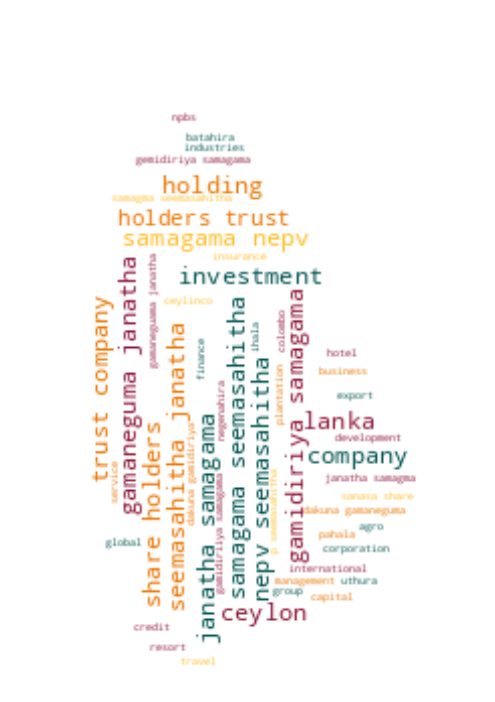 npbs
batahira
industries
gemidiriya samagama
holding
samagma seemasahitha
holders trust
samagama nepv
insurance
investment
gamaneguma janatha
gamaneguama janatha
trust company
ceylinco
samagama seemasahitha
gamidiriya samagama
colombo
ihala
seemasahitha janatha
finance
hotel
nepv seemasahitha
plantation
business
negenahira
export
lanka
janatha samagama
share holders
dakuna gamidiriya
development
company
service
gamidiriiya samagama
p seemasahitha
janatha samagma
sanasa share
dakuna gamaneguma
agro
pahala
global
corporation
international
management
uthura
group
capital
ceylon
credit
resort
travel